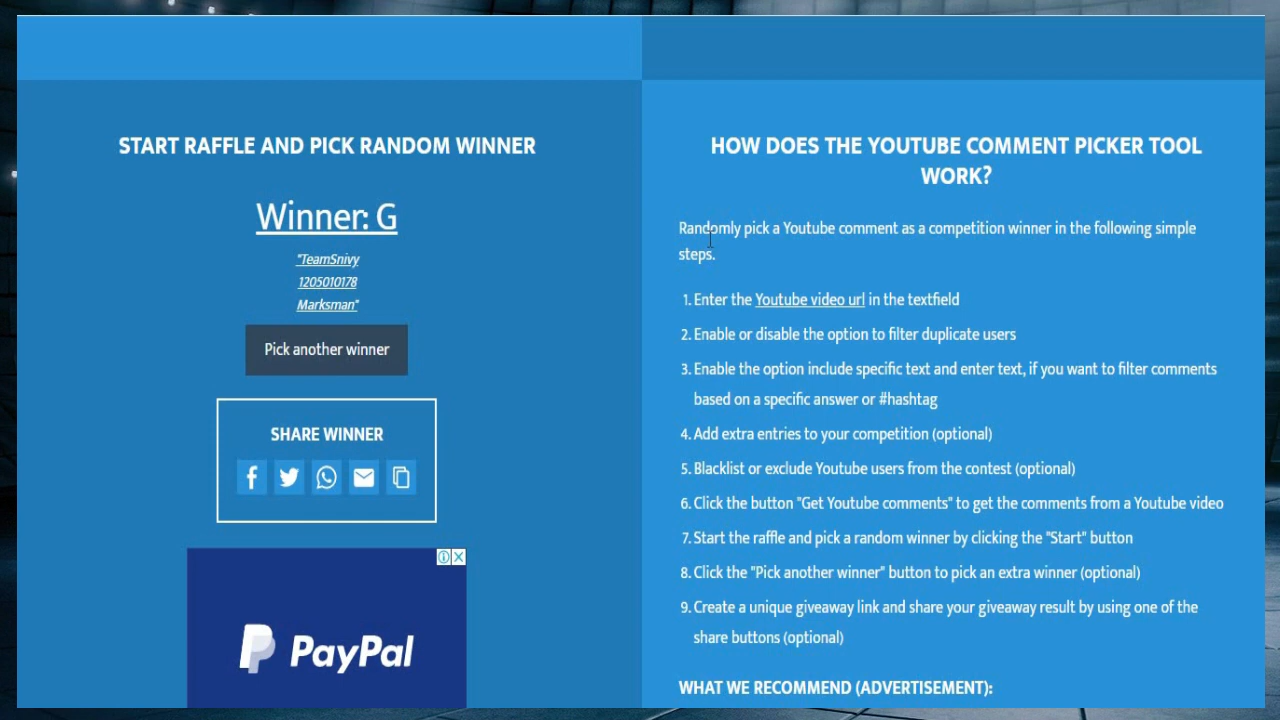 START RAFFLE AND PICK RANDOM WINNER
Winner: G
"TeamSnivy
1205010178
Marksman"
Pick another winner
SHARE WINNER
PayPal
HOW DOES THE YOUTUBE COMMENT PICKER TOOL
WORK?
Randomly pick a Youtube comment as a competition winner in the following simple
steps.
1. Enter the Youtube video url in the textfield
2. Enable or disable the option to filter duplicate users
3. Enable the option include specific text and enter text, if you want to filter comments
based on a specific answer or #hashtag
4. Add extra entries to your competition (optional)
5. Blacklist or exclude Youtube users from the contest (optional)
6. Click the button "Get Youtube comments" to get the comments from a Youtube video
7. Start the raffle and pick a random winner by clicking the "Start" button
8. Click the "Pick another winner" button to pick an extra winner (optional)
9. Create a unique giveaway link and share your giveaway result by using one of the
share buttons (optional)
WHAT WE RECOMMEND (ADVERTISEMENT):